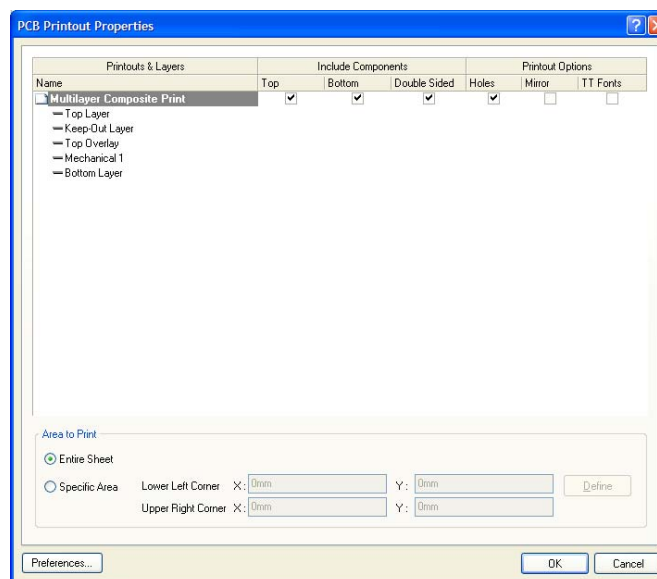 PCB Printout Properties
Printouts & Layers Include Components Printout Options
Name Top Bottom Double Sided Holes Mirror TT Fonts
Multilayer Composite Print
Top Layer
Keep-Out Layer
Top Overlay
Mechanical 1
Bottom Layer
Area to Print
Entire Sheet
Specific Area Lower Left Corner X: 0mm Y: 0mm Define
Upper Right Corner X: 0mm Y: 0mm
Preferences... OK Cancel